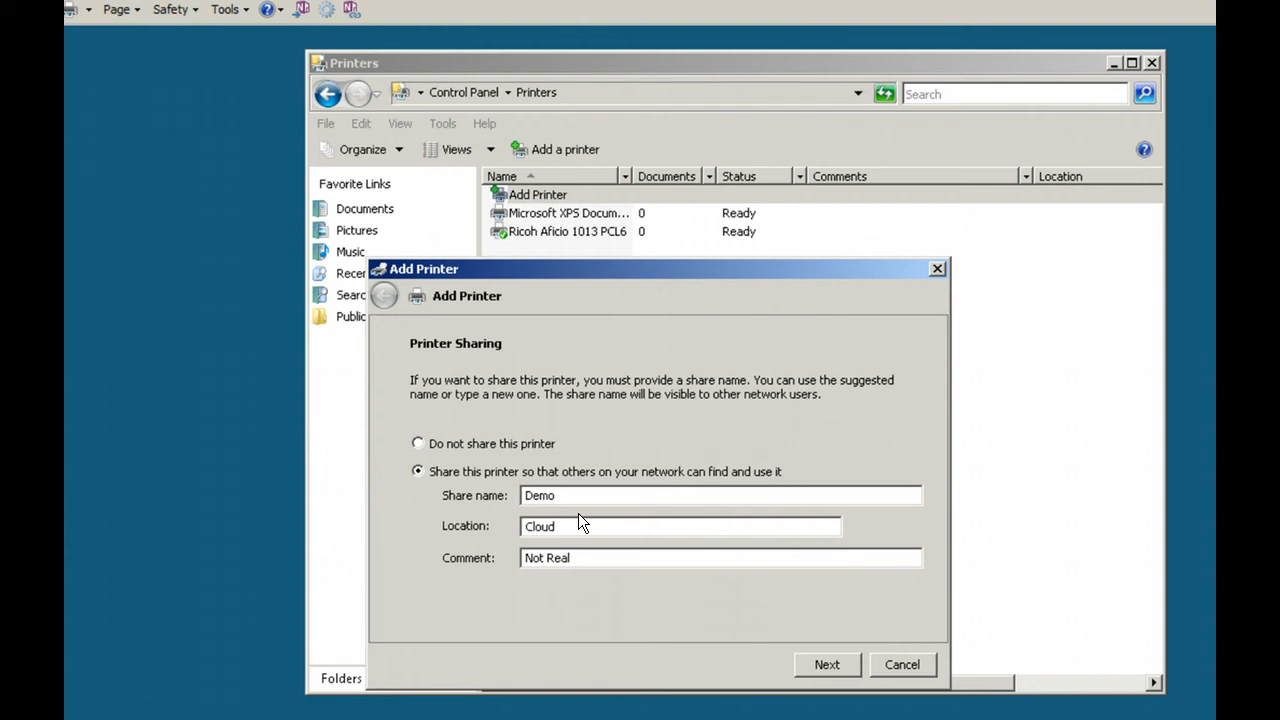 Page
Safety
Tools
Printers
Control Panel
Printers
Search
File
Edit
View
Tools
Help
Organize
Views
Add a printer
Favorite Links
Documents
Pictures
Music
Recen
Searc
Public
Name
Documents
Status
Comments
Location
Add Printer
Microsoft XPS Docum...
0
Ready
Ricoh Aficio 1013 PCL6
0
Ready
Add Printer
Add Printer
Printer Sharing
If you want to share this printer, you must provide a share name. You can use the suggested
name or type a new one. The share name will be visible to other network users.
Do not share this printer
Share this printer so that others on your network can find and use it
Share name:
Demo
Location:
Cloud
Comment:
Not Real
Next
Cancel
Folders